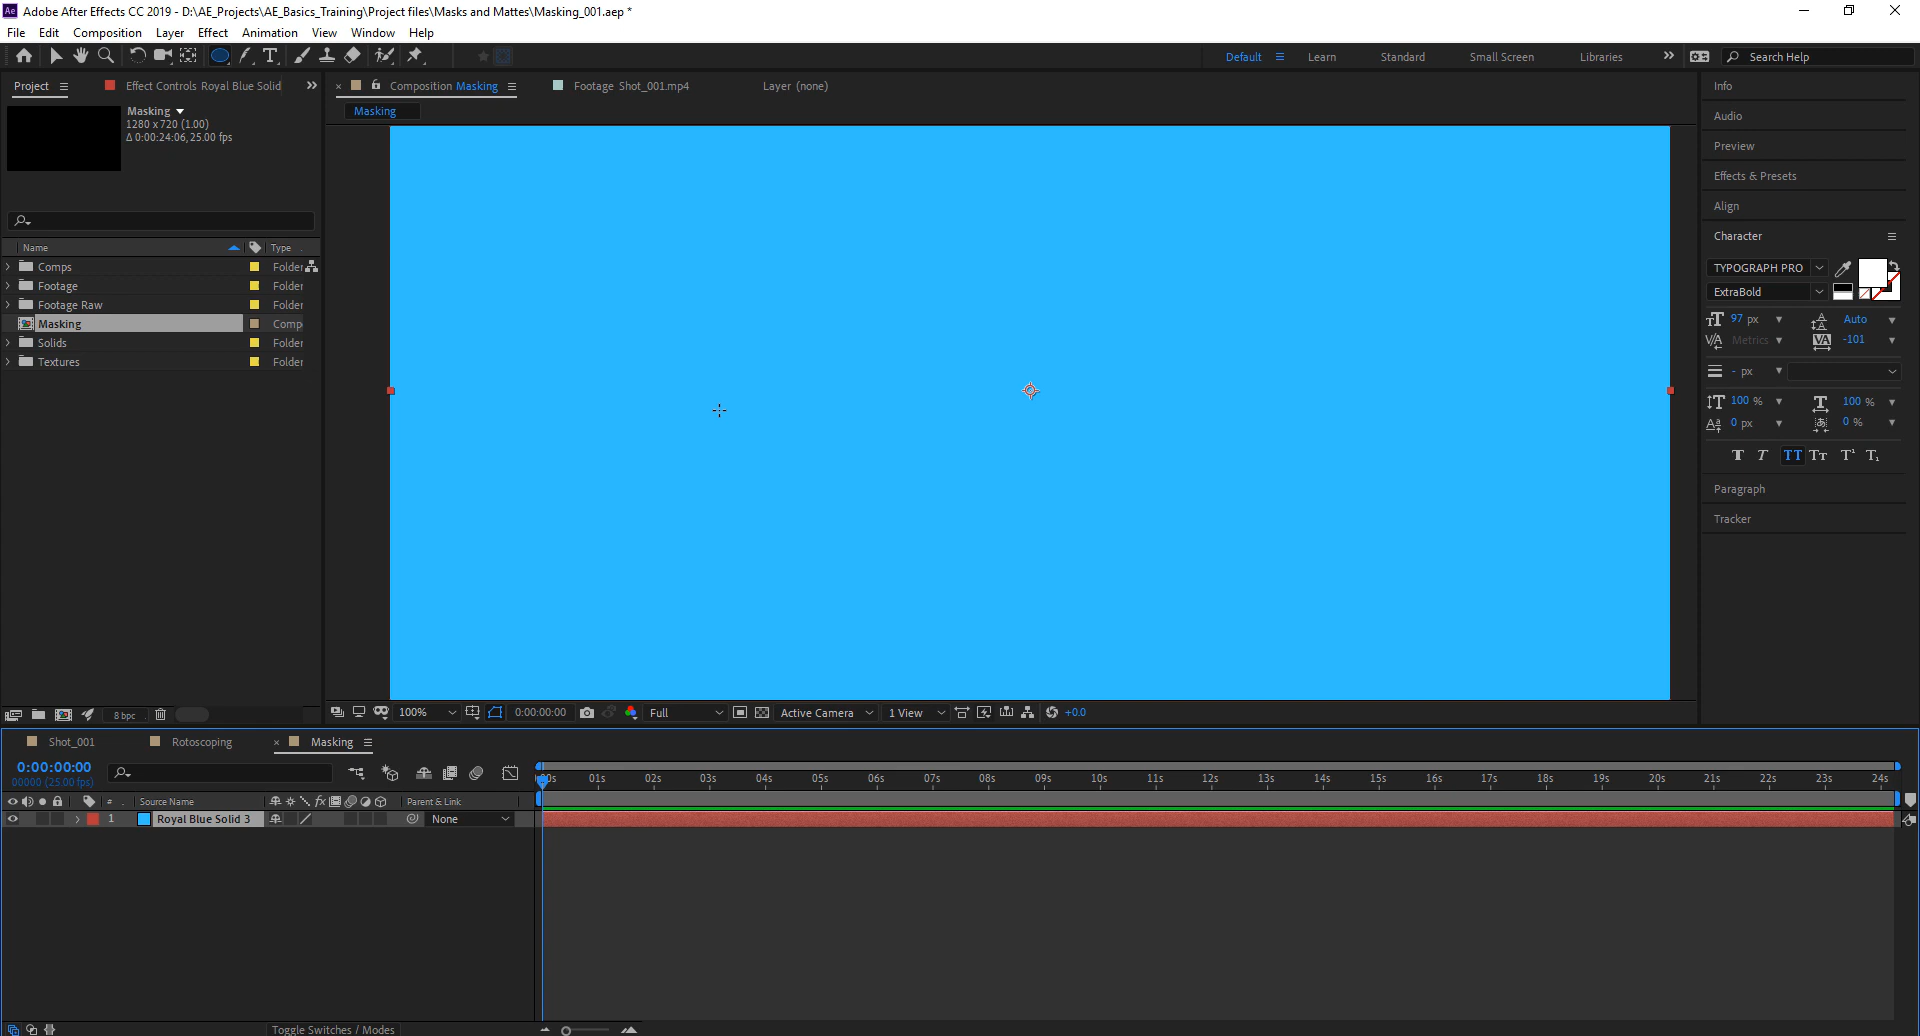 Adobe After Effects CC 2019 - D:\AE_Projects\AE_Basics_Training\Project files\Masks and Mattes\Masking_001.aep *
File Edit Composition Layer Effect Animation View Window Help
Default Learn Standard Small Screen Libraries Search Help
Project Effect Controls Royal Blue Solid
Composition Masking Footage Shot_001.mp4 Layer (none)
Masking
Masking
1280 x 720 (1.00)
Δ 0:00:24:06, 25.00 fps
Name Type
Comps Folder
Footage Folder
Footage Raw Folder
Masking Comp
Solids Folder
Textures Folder
8 bpc
100% 0:00:00:00 Full Active Camera 1 View +0.0
Info
Audio
Preview
Effects & Presets
Align
Character
TYPOGRAPH PRO
ExtraBold
97 px Auto
Metrics -101
- px
100 % 100 %
0 px 0 %
T T TT Tт T¹ T₁
Paragraph
Tracker
Shot_001 Rotoscoping Masking
0:00:00:00
00000 (25.00 fps)
01s 02s 03s 04s 05s 06s 07s 08s 09s 10s 11s 12s 13s 14s 15s 16s 17s 18s 19s 20s 21s 22s 23s 24s
# Source Name fx Parent & Link
1 Royal Blue Solid 3 None
Toggle Switches / Modes